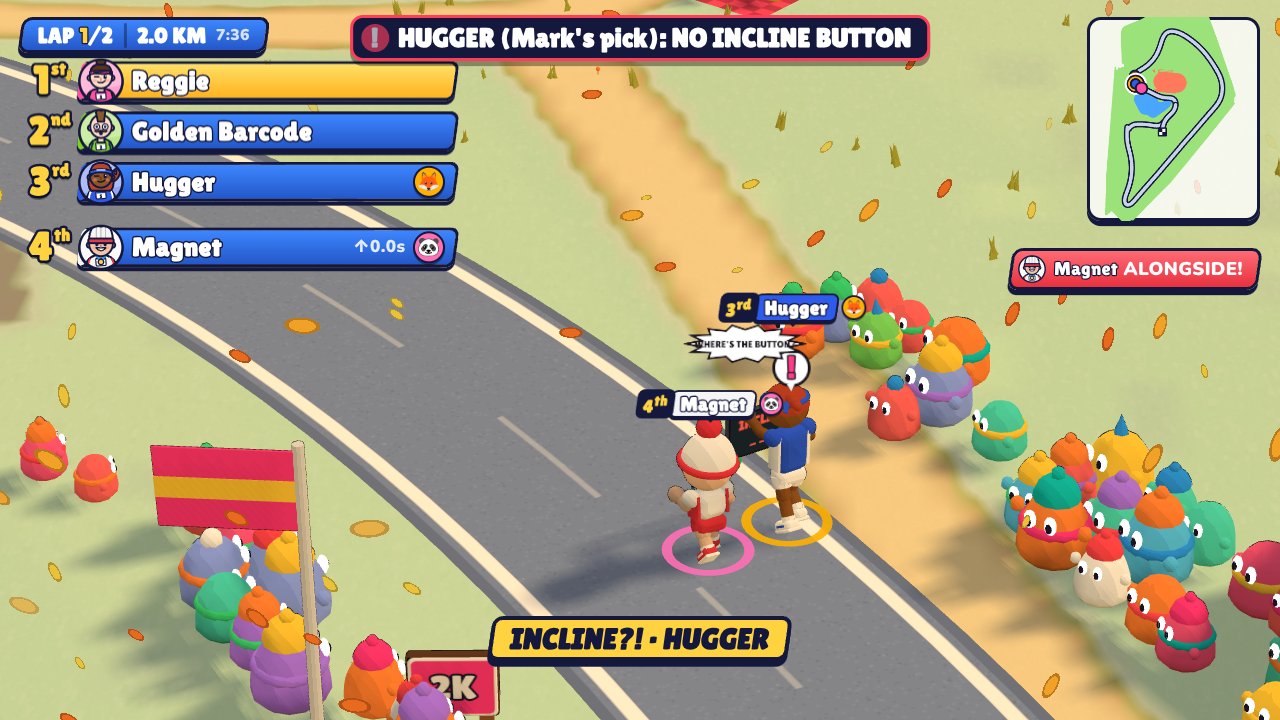 LAP 1/2 2.0 KM 7:36
! HUGGER (Mark's pick): NO INCLINE BUTTON
1st Reggie
2nd Golden Barcode
3rd Hugger
4th Magnet ↑0.0s
Magnet ALONGSIDE!
3rd Hugger
WHERE'S THE BUTTON
!
4th Magnet
INCLINE?! · HUGGER
2K